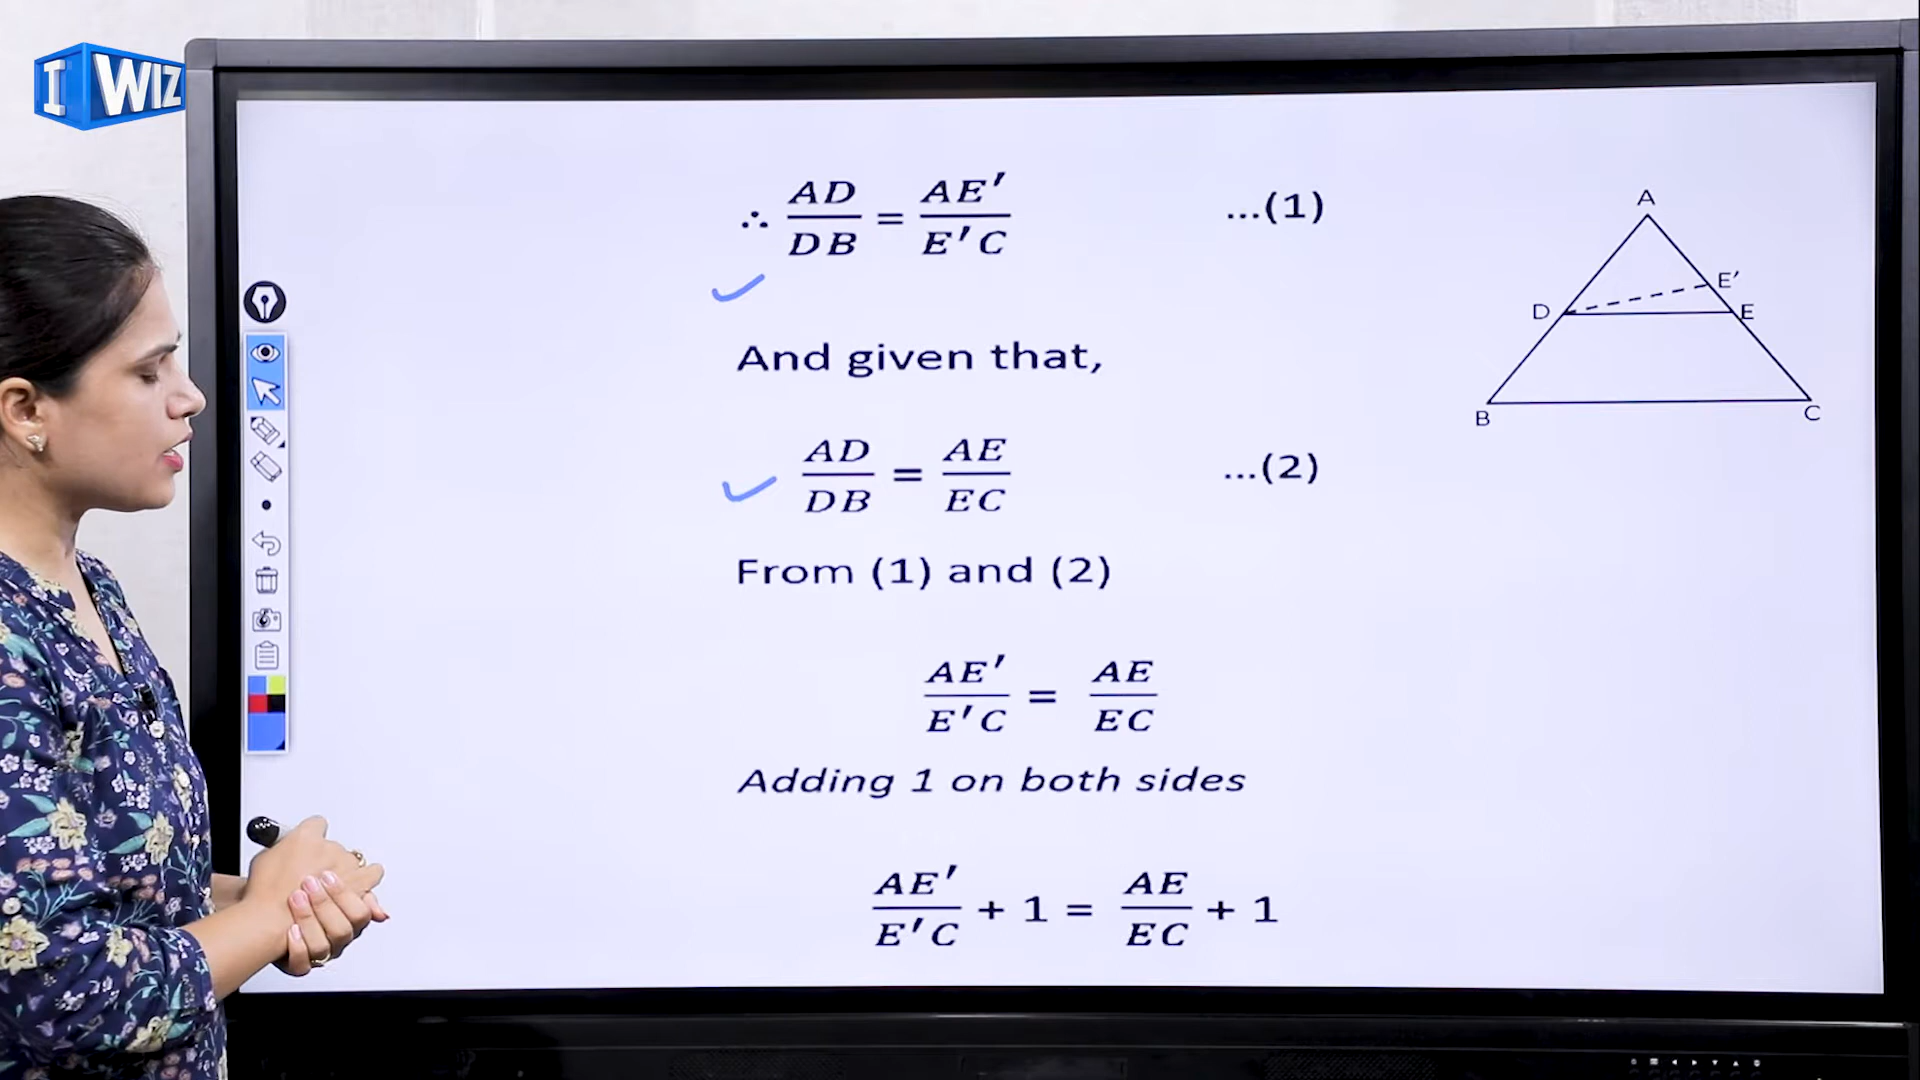 I WIZ
∴ AD/DB = AE′/E′C ...(1)
And given that,
AD/DB = AE/EC ...(2)
From (1) and (2)
AE′/E′C = AE/EC
Adding 1 on both sides
AE′/E′C + 1 = AE/EC + 1
A
E′
D E
B C